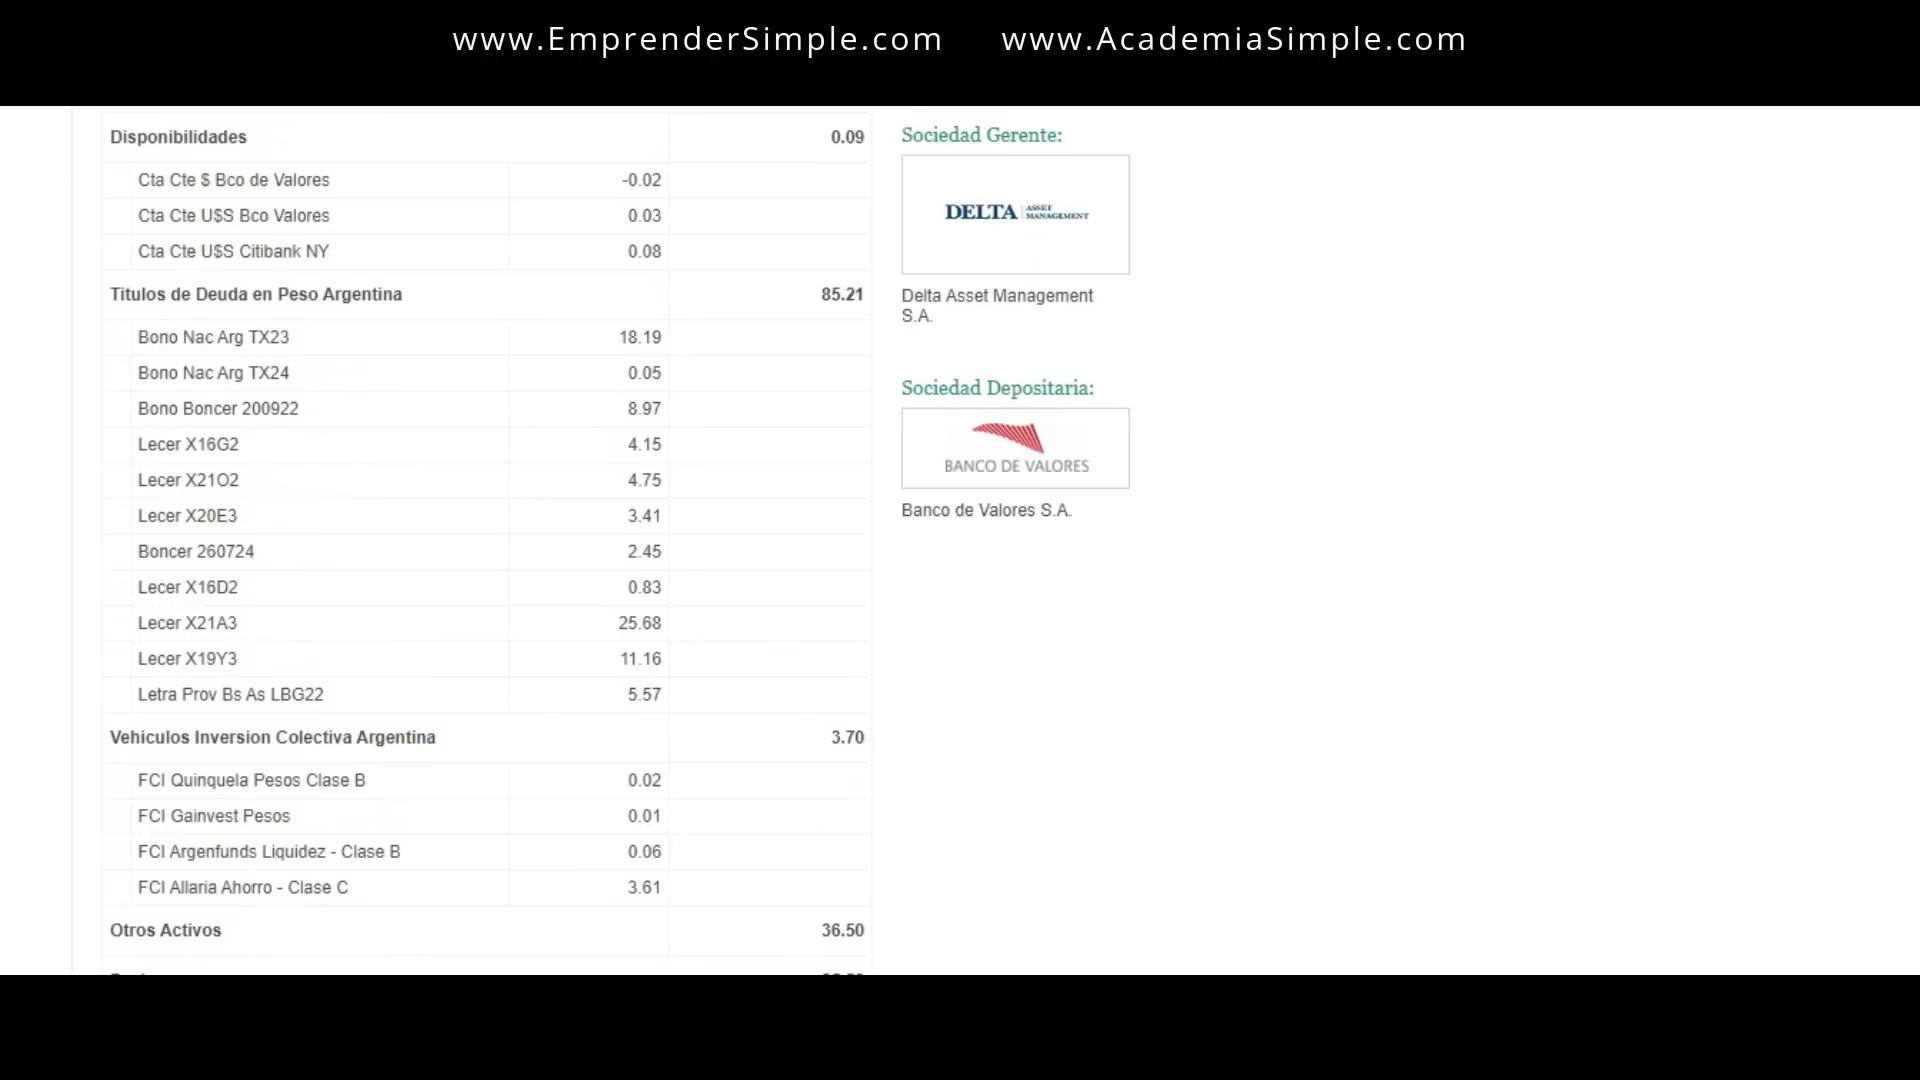 www.EmprenderSimple.com www.AcademiaSimple.com
Disponibilidades 0.09
Cta Cte $ Bco de Valores -0.02
Cta Cte U$S Bco Valores 0.03
Cta Cte U$S Citibank NY 0.08
Titulos de Deuda en Peso Argentina 85.21
Bono Nac Arg TX23 18.19
Bono Nac Arg TX24 0.05
Bono Boncer 200922 8.97
Lecer X16G2 4.15
Lecer X21O2 4.75
Lecer X20E3 3.41
Boncer 260724 2.45
Lecer X16D2 0.83
Lecer X21A3 25.68
Lecer X19Y3 11.16
Letra Prov Bs As LBG22 5.57
Vehiculos Inversion Colectiva Argentina 3.70
FCI Quinquela Pesos Clase B 0.02
FCI Gainvest Pesos 0.01
FCI Argenfunds Liquidez - Clase B 0.06
FCI Allaria Ahorro - Clase C 3.61
Otros Activos 36.50
Sociedad Gerente:
DELTA ASSET MANAGEMENT
Delta Asset Management
S.A.
Sociedad Depositaria:
BANCO DE VALORES
Banco de Valores S.A.